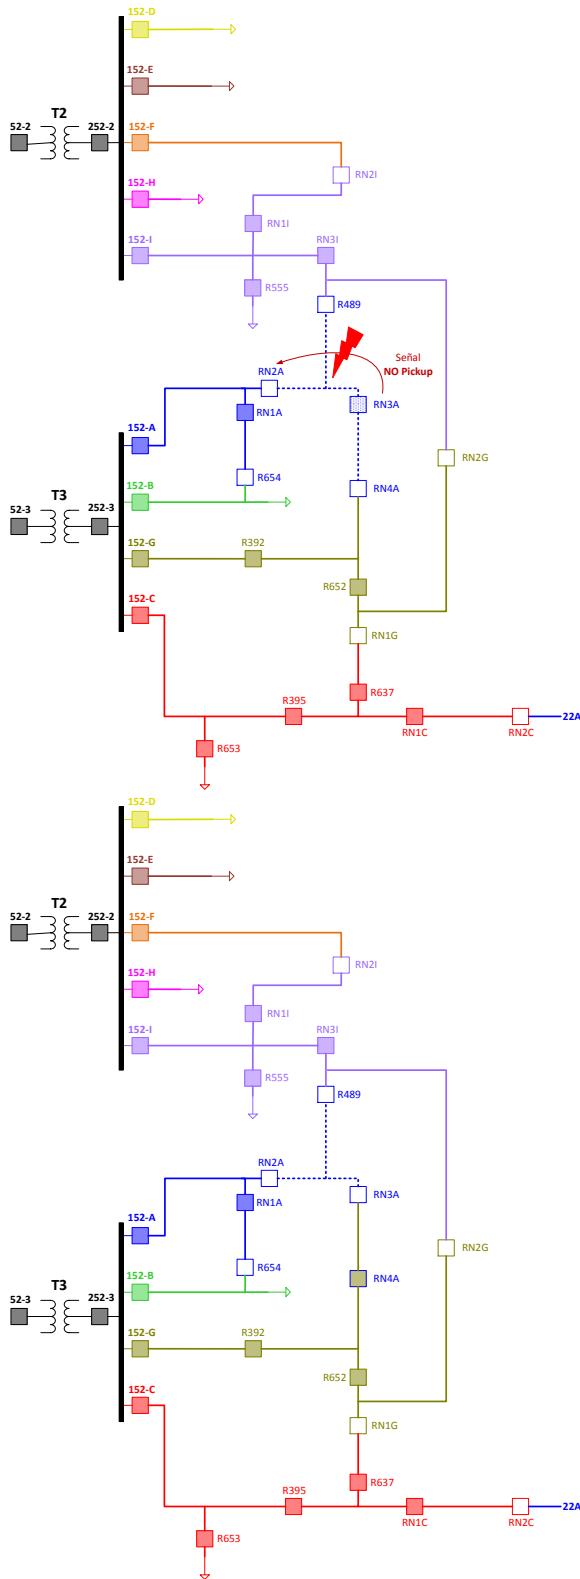 152-D
152-E
T2
52-2
252-2
152-F
RN2I
152-H
RN1I
152-I
RN3I
R555
R489
Señal
NO Pickup
RN2A
RN3A
RN1A
152-A
RN2G
R654
RN4A
152-B
T3
52-3
252-3
152-G
R392
R652
152-C
RN1G
R637
R395
22A
RN1C
RN2C
R653
152-D
152-E
T2
52-2
252-2
152-F
RN2I
152-H
RN1I
152-I
RN3I
R555
R489
RN2A
RN3A
RN1A
152-A
RN2G
R654
RN4A
152-B
T3
52-3
252-3
152-G
R392
R652
152-C
RN1G
R637
R395
22A
RN1C
RN2C
R653